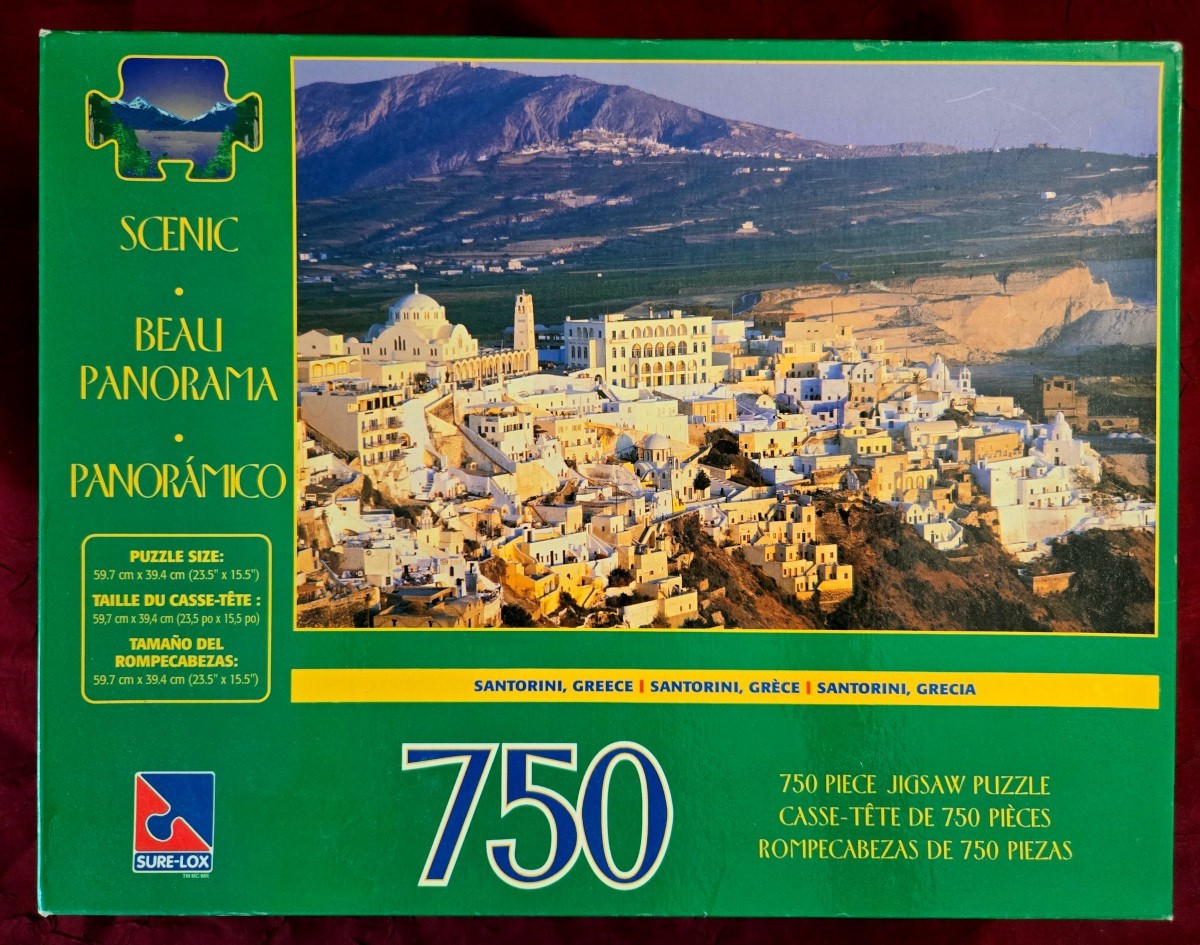 SCENIC
•
BEAU
PANORAMA
•
PANORÁMICO
PUZZLE SIZE:
59.7 cm x 39.4 cm (23.5" x 15.5")
TAILLE DU CASSE-TÊTE :
59,7 cm x 39,4 cm (23,5 po x 15,5 po)
TAMAÑO DEL
ROMPECABEZAS:
59.7 cm x 39.4 cm (23.5" x 15.5")
SANTORINI, GREECE | SANTORINI, GRÈCE | SANTORINI, GRECIA
SURE-LOX
TM MC MR
750
750 PIECE JIGSAW PUZZLE
CASSE-TÊTE DE 750 PIÈCES
ROMPECABEZAS DE 750 PIEZAS